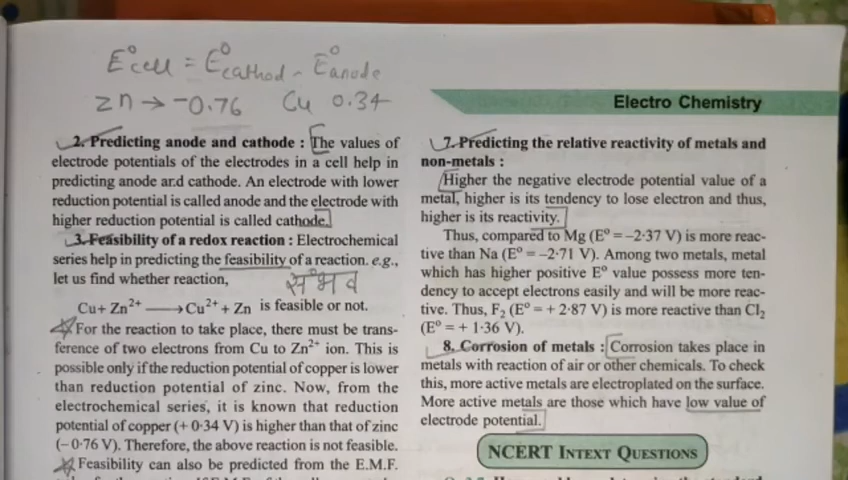 E°cell = E°cathod - E°anode
Zn → -0.76 Cu 0.34
Electro Chemistry
2. Predicting anode and cathode : The values of
electrode potentials of the electrodes in a cell help in
predicting anode and cathode. An electrode with lower
reduction potential is called anode and the electrode with
higher reduction potential is called cathode.
3. Feasibility of a redox reaction : Electrochemical
series help in predicting the feasibility of a reaction. e.g.,
let us find whether reaction,
संभव
Cu+ Zn²⁺ ⟶ Cu²⁺ + Zn is feasible or not.
For the reaction to take place, there must be trans-
ference of two electrons from Cu to Zn²⁺ ion. This is
possible only if the reduction potential of copper is lower
than reduction potential of zinc. Now, from the
electrochemical series, it is known that reduction
potential of copper (+ 0·34 V) is higher than that of zinc
(– 0·76 V). Therefore, the above reaction is not feasible.
Feasibility can also be predicted from the E.M.F.
7. Predicting the relative reactivity of metals and
non-metals :
Higher the negative electrode potential value of a
metal, higher is its tendency to lose electron and thus,
higher is its reactivity.
Thus, compared to Mg (E° = –2·37 V) is more reac-
tive than Na (E° = –2·71 V). Among two metals, metal
which has higher positive E° value possess more ten-
dency to accept electrons easily and will be more reac-
tive. Thus, F₂ (E° = + 2·87 V) is more reactive than Cl₂
(E° = + 1·36 V).
8. Corrosion of metals : Corrosion takes place in
metals with reaction of air or other chemicals. To check
this, more active metals are electroplated on the surface.
More active metals are those which have low value of
electrode potential.
NCERT INTEXT QUESTIONS